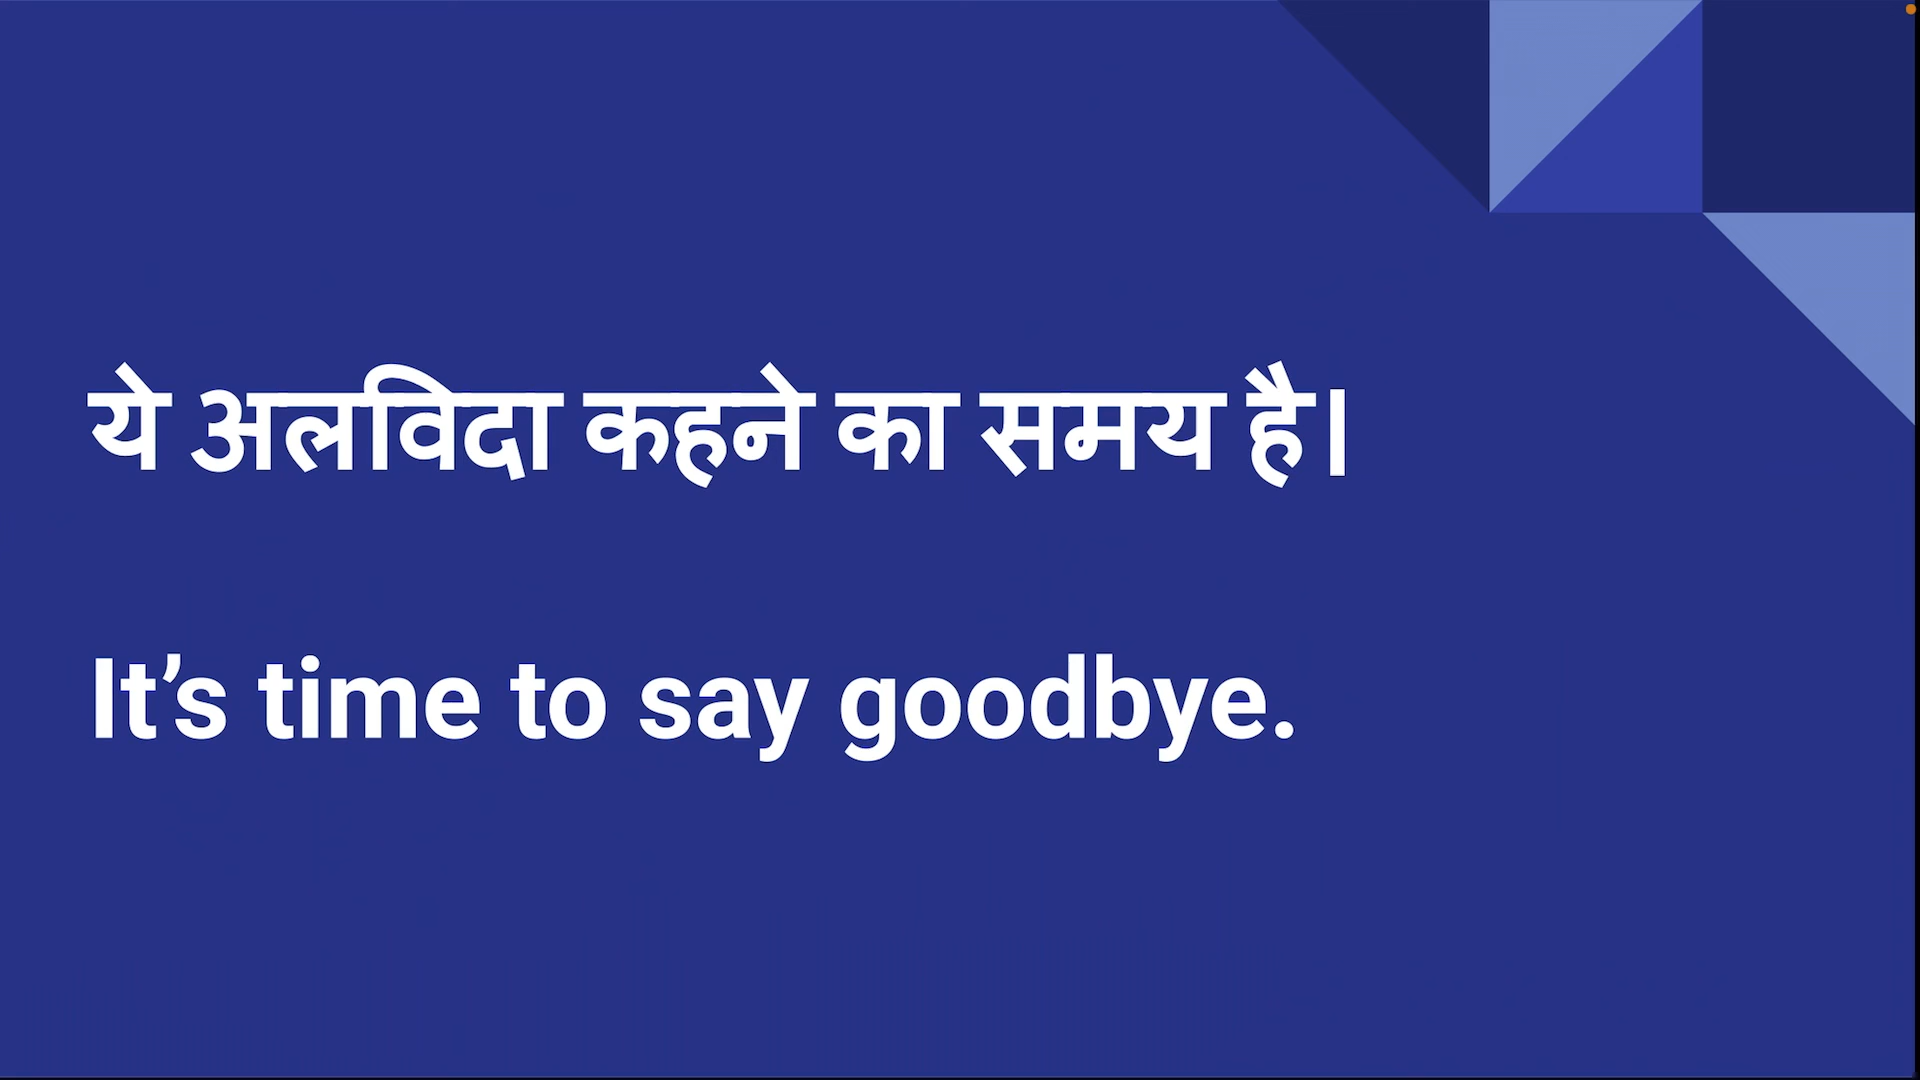 ये अलविदा कहने का समय है।
It’s time to say goodbye.